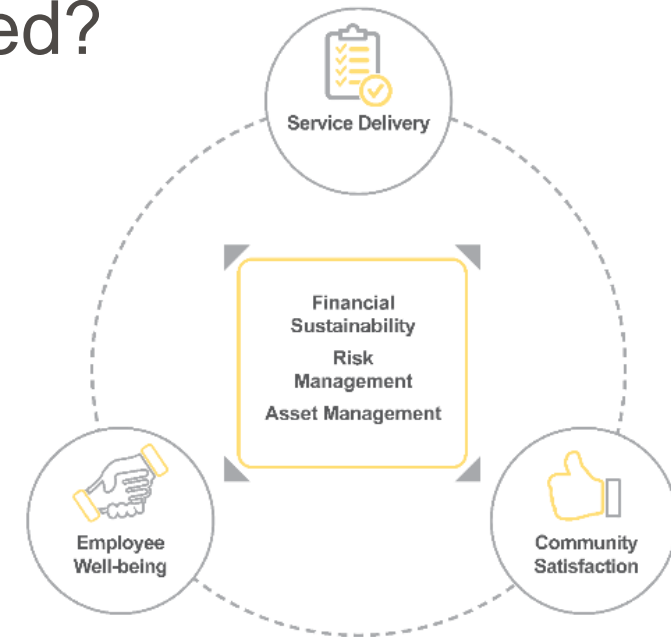 ed?
Service Delivery
Financial
Sustainability
Risk
Management
Asset Management
Employee
Well-being
Community
Satisfaction